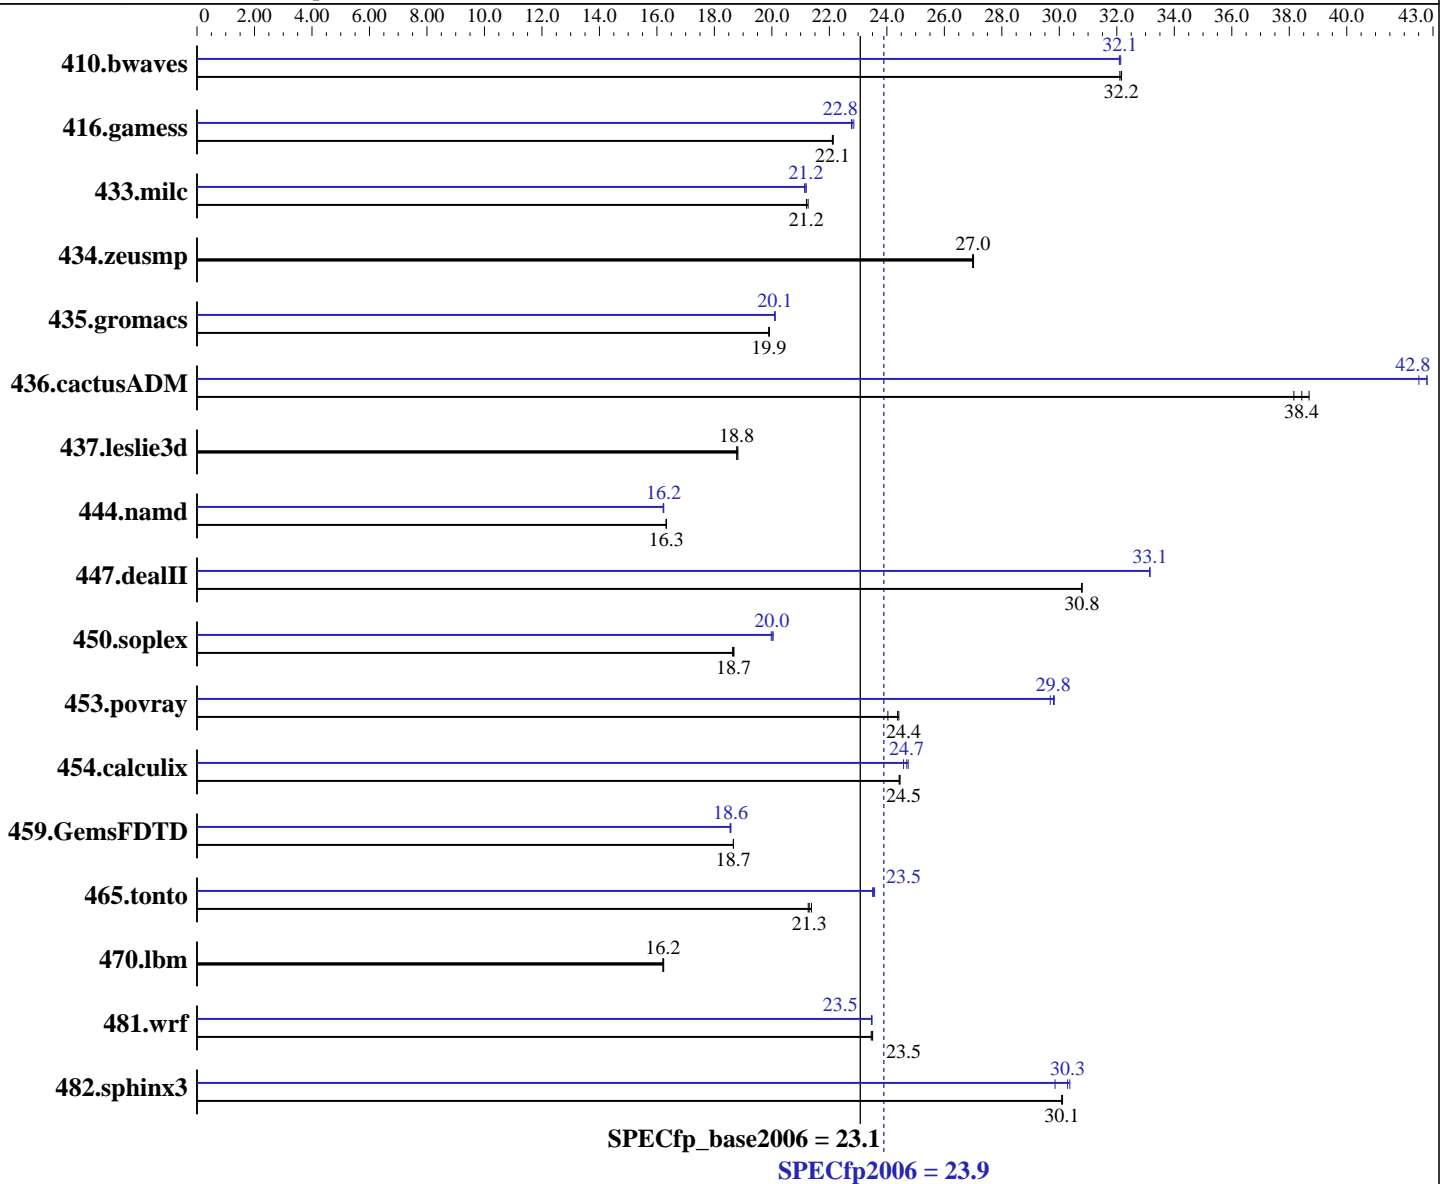 0 2.00 4.00 6.00 8.00 10.0 12.0 14.0 16.0 18.0 20.0 22.0 24.0 26.0 28.0 30.0 32.0 34.0 36.0 38.0 40.0 43.0
32.1
410.bwaves
32.2
22.8
416.gamess
22.1
21.2
433.milc
21.2
27.0
434.zeusmp
20.1
435.gromacs
19.9
42.8
436.cactusADM
38.4
18.8
437.leslie3d
16.2
444.namd
16.3
33.1
447.dealII
30.8
20.0
450.soplex
18.7
29.8
453.povray
24.4
24.7
454.calculix
24.5
18.6
459.GemsFDTD
18.7
23.5
465.tonto
21.3
16.2
470.lbm
23.5
481.wrf
23.5
30.3
482.sphinx3
30.1
SPECfp_base2006 = 23.1
SPECfp2006 = 23.9